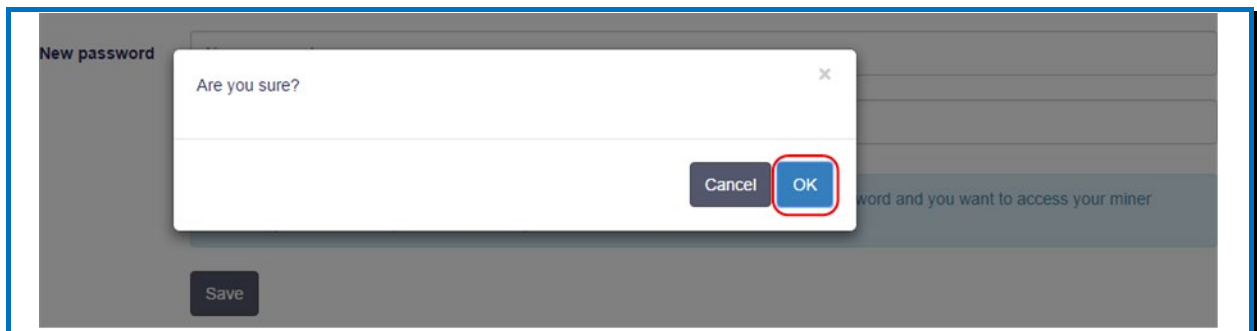 New password
Are you sure?
×
Cancel OK
word and you want to access your miner
Save